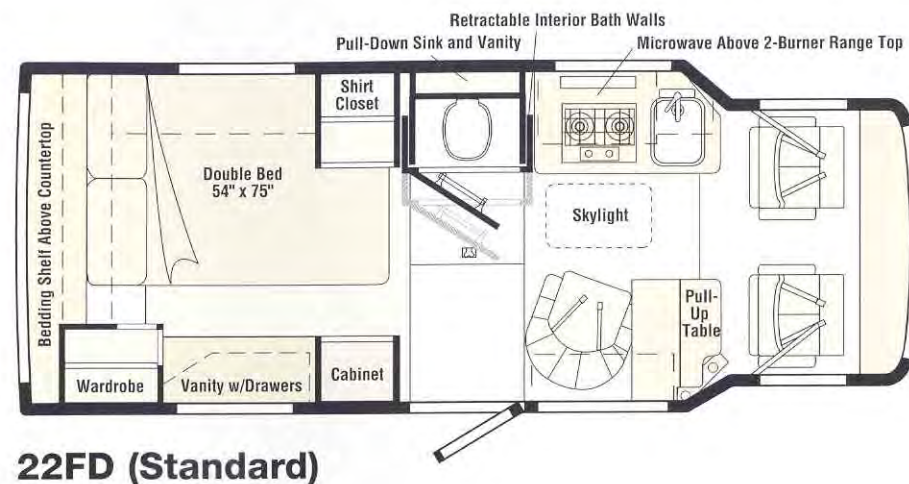 Retractable Interior Bath Walls
Pull-Down Sink and Vanity
Microwave Above 2-Burner Range Top
Shirt
Closet
Bedding Shelf Above Countertop
Double Bed
54" x 75"
Skylight
Pull-
Up
Table
Wardrobe
Vanity w/Drawers
Cabinet
22FD (Standard)